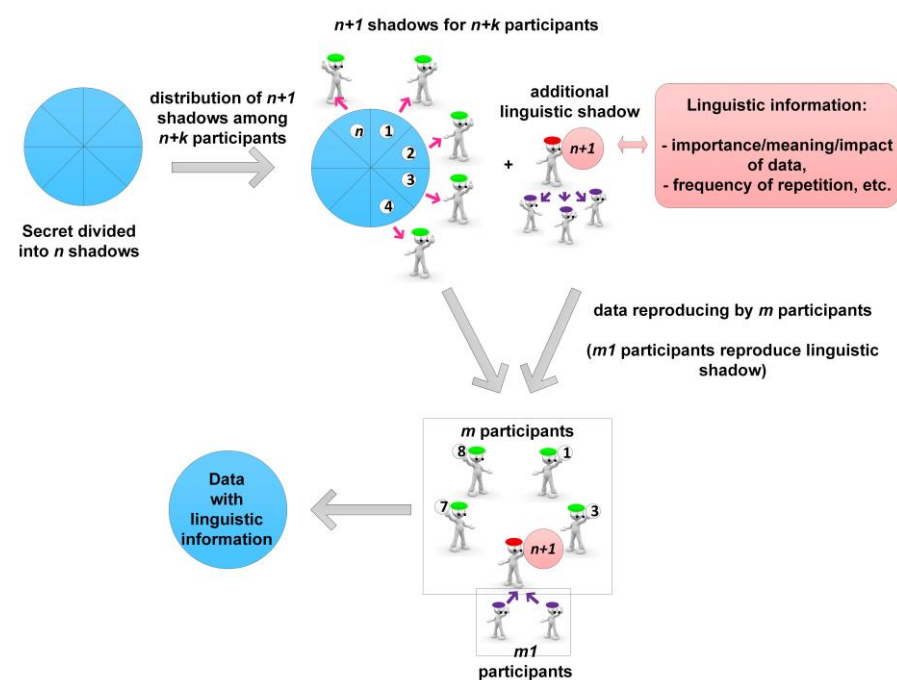 n+1 shadows for n+k participants
distribution of n+1
shadows among
n+k participants
Secret divided
into n shadows
n
1
2
3
4
additional
linguistic shadow
+
n+1
Linguistic information:
- importance/meaning/impact
of data,
- frequency of repetition, etc.
data reproducing by m participants
(m1 participants reproduce linguistic
shadow)
m participants
8
1
7
3
n+1
m1
participants
Data
with
linguistic
information